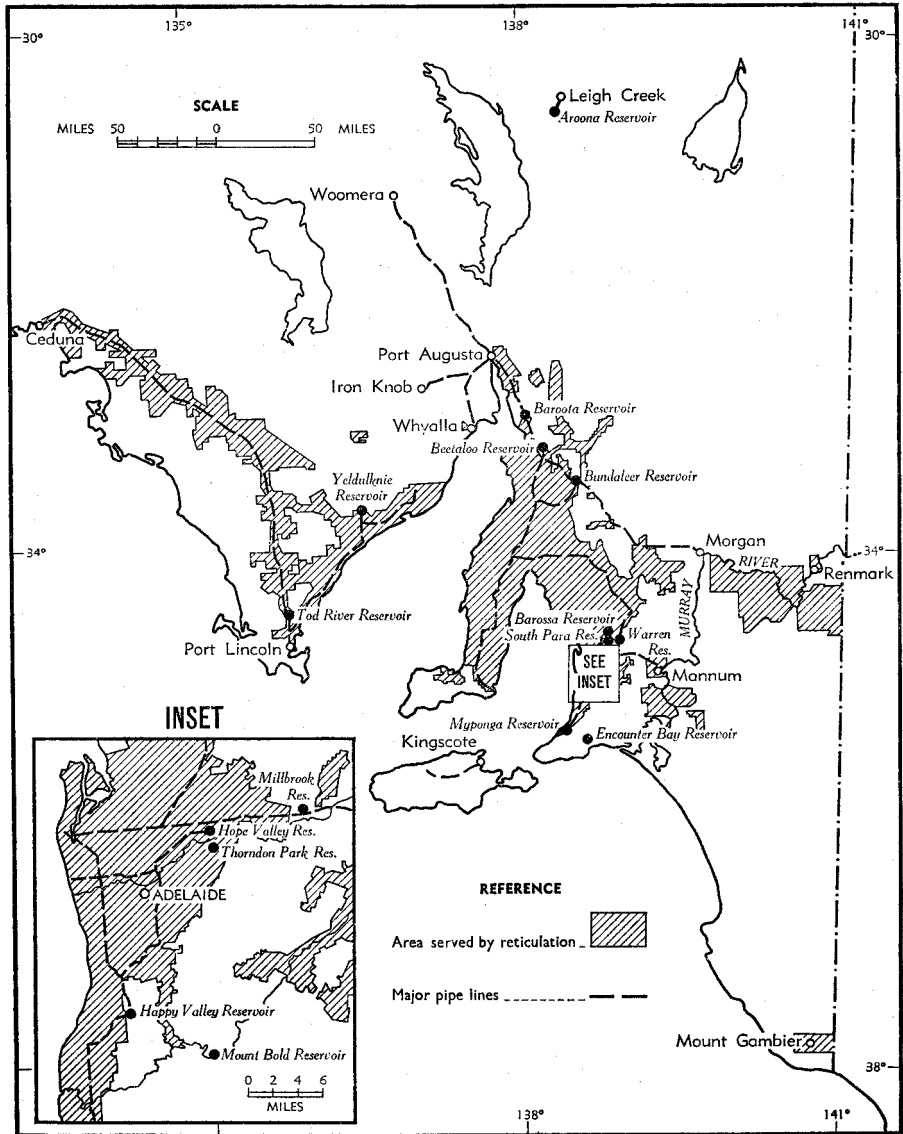 135°
138°
141°
30°
30°
SCALE
MILES 50 0 50 MILES
Leigh Creek
Aroona Reservoir
Woomera
Ceduna
Port Augusta
Iron Knob
Whyalla
Baroota Reservoir
Beetaloo Reservoir
Bundaleer Reservoir
Yeldulknie
Reservoir
34°
34°
Morgan
RIVER
Renmark
MURRAY
Tod River Reservoir
Port Lincoln
Barossa Reservoir
South Para Res.
Warren
Res.
SEE
INSET
Mannum
Myponga Reservoir
Encounter Bay Reservoir
Kingscote
INSET
Millbrook
Res.
Hope Valley Res.
Thorndon Park Res.
ADELAIDE
Happy Valley Reservoir
Mount Bold Reservoir
0 2 4 6
MILES
REFERENCE
Area served by reticulation
Major pipe lines
Mount Gambier
38°
138°
141°